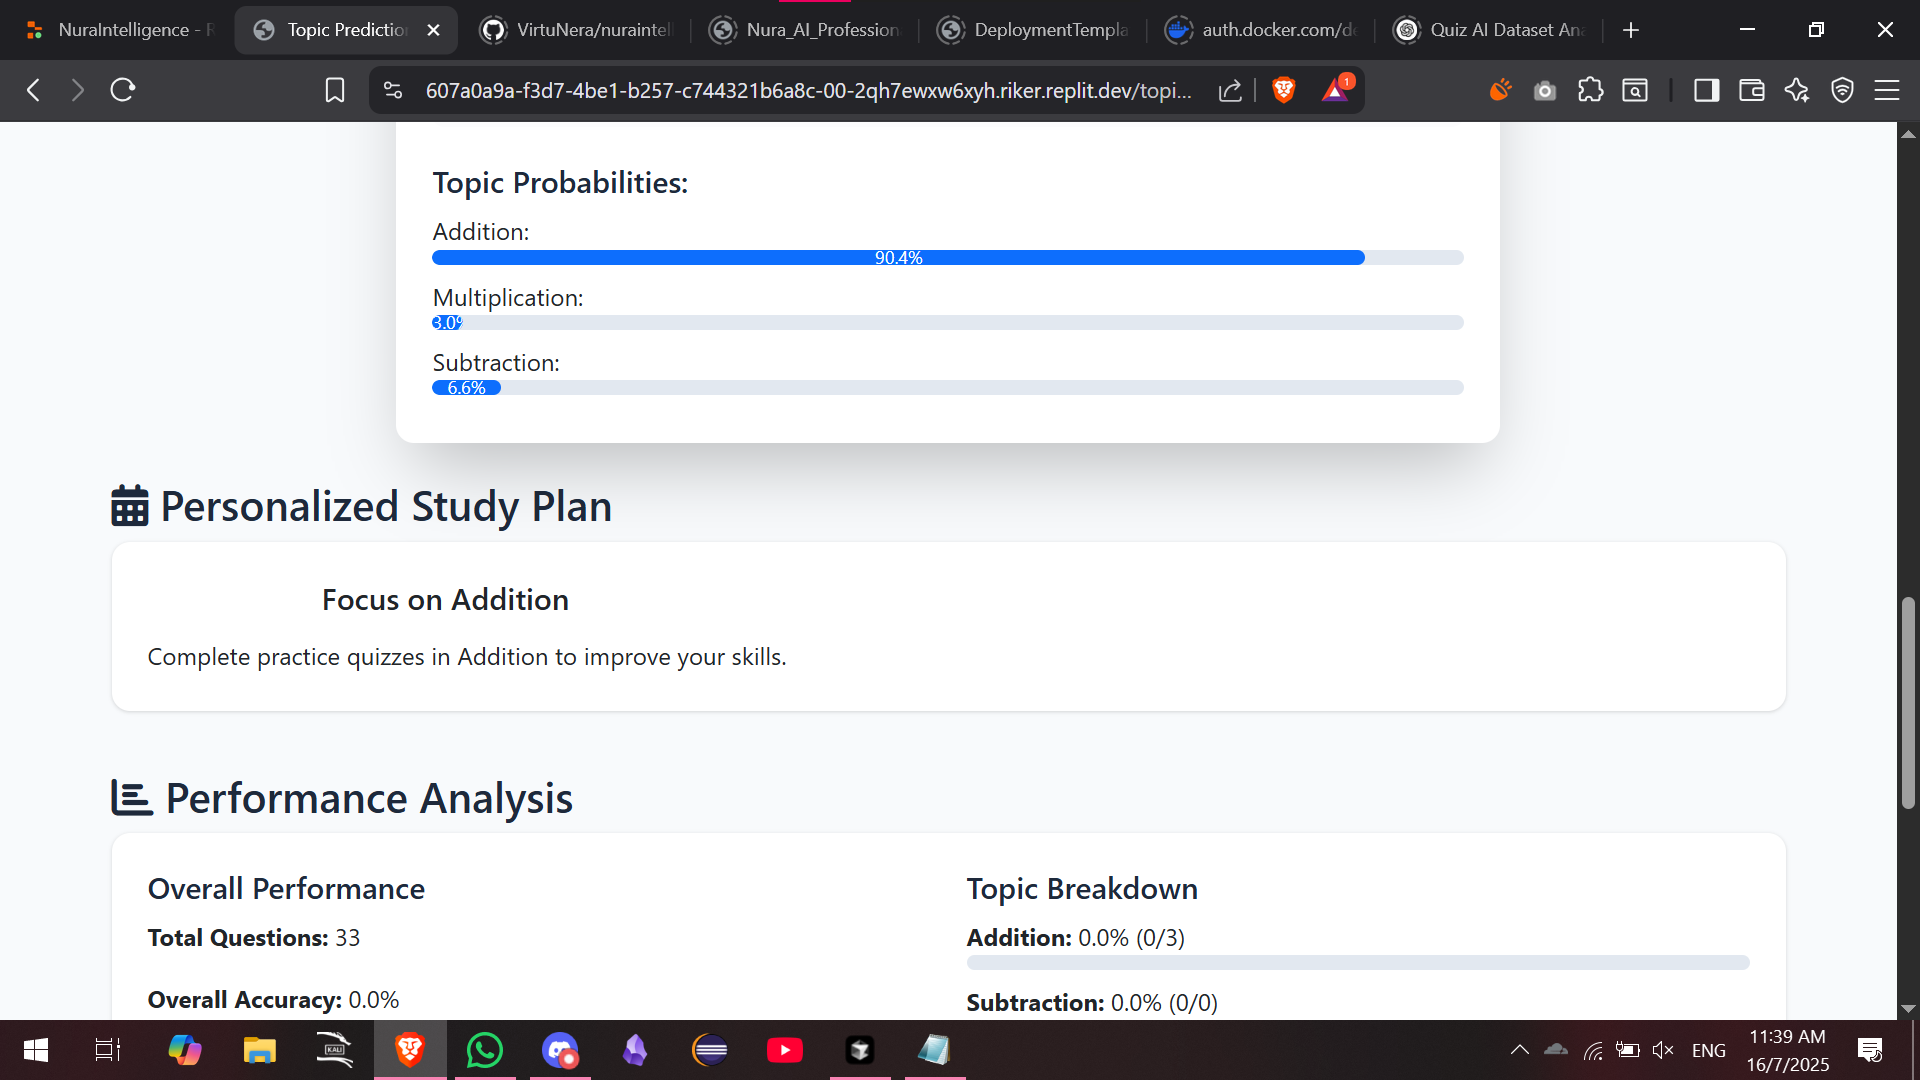 NuraIntelligence - R
Topic Prediction
VirtuNera/nuraintell
Nura_AI_Profession
DeploymentTempla
auth.docker.com/de
Quiz AI Dataset Ana
607a0a9a-f3d7-4be1-b257-c744321b6a8c-00-2qh7ewxw6xyh.riker.replit.dev/topi...
1
Topic Probabilities:
Addition:
90.4%
Multiplication:
3.0%
Subtraction:
6.6%
Personalized Study Plan
Focus on Addition
Complete practice quizzes in Addition to improve your skills.
Performance Analysis
Overall Performance
Total Questions: 33
Overall Accuracy: 0.0%
Topic Breakdown
Addition: 0.0% (0/3)
Subtraction: 0.0% (0/0)
KALI
ENG
11:39 AM
16/7/2025